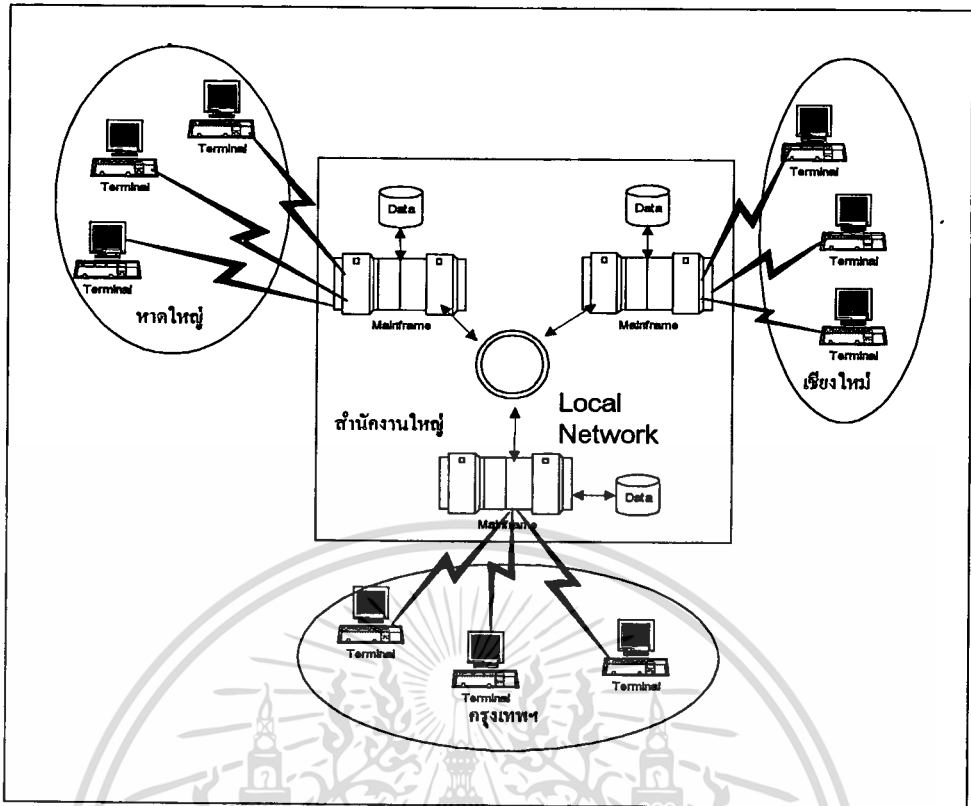 Terminal
Terminal
Terminal
หาดใหญ่
Data
Mainframe
Data
Mainframe
Terminal
Terminal
Terminal
เชียงใหม่
สำนักงานใหญ่
Local
Network
Data
Mainframe
Terminal
Terminal
Terminal
กรุงเทพฯ